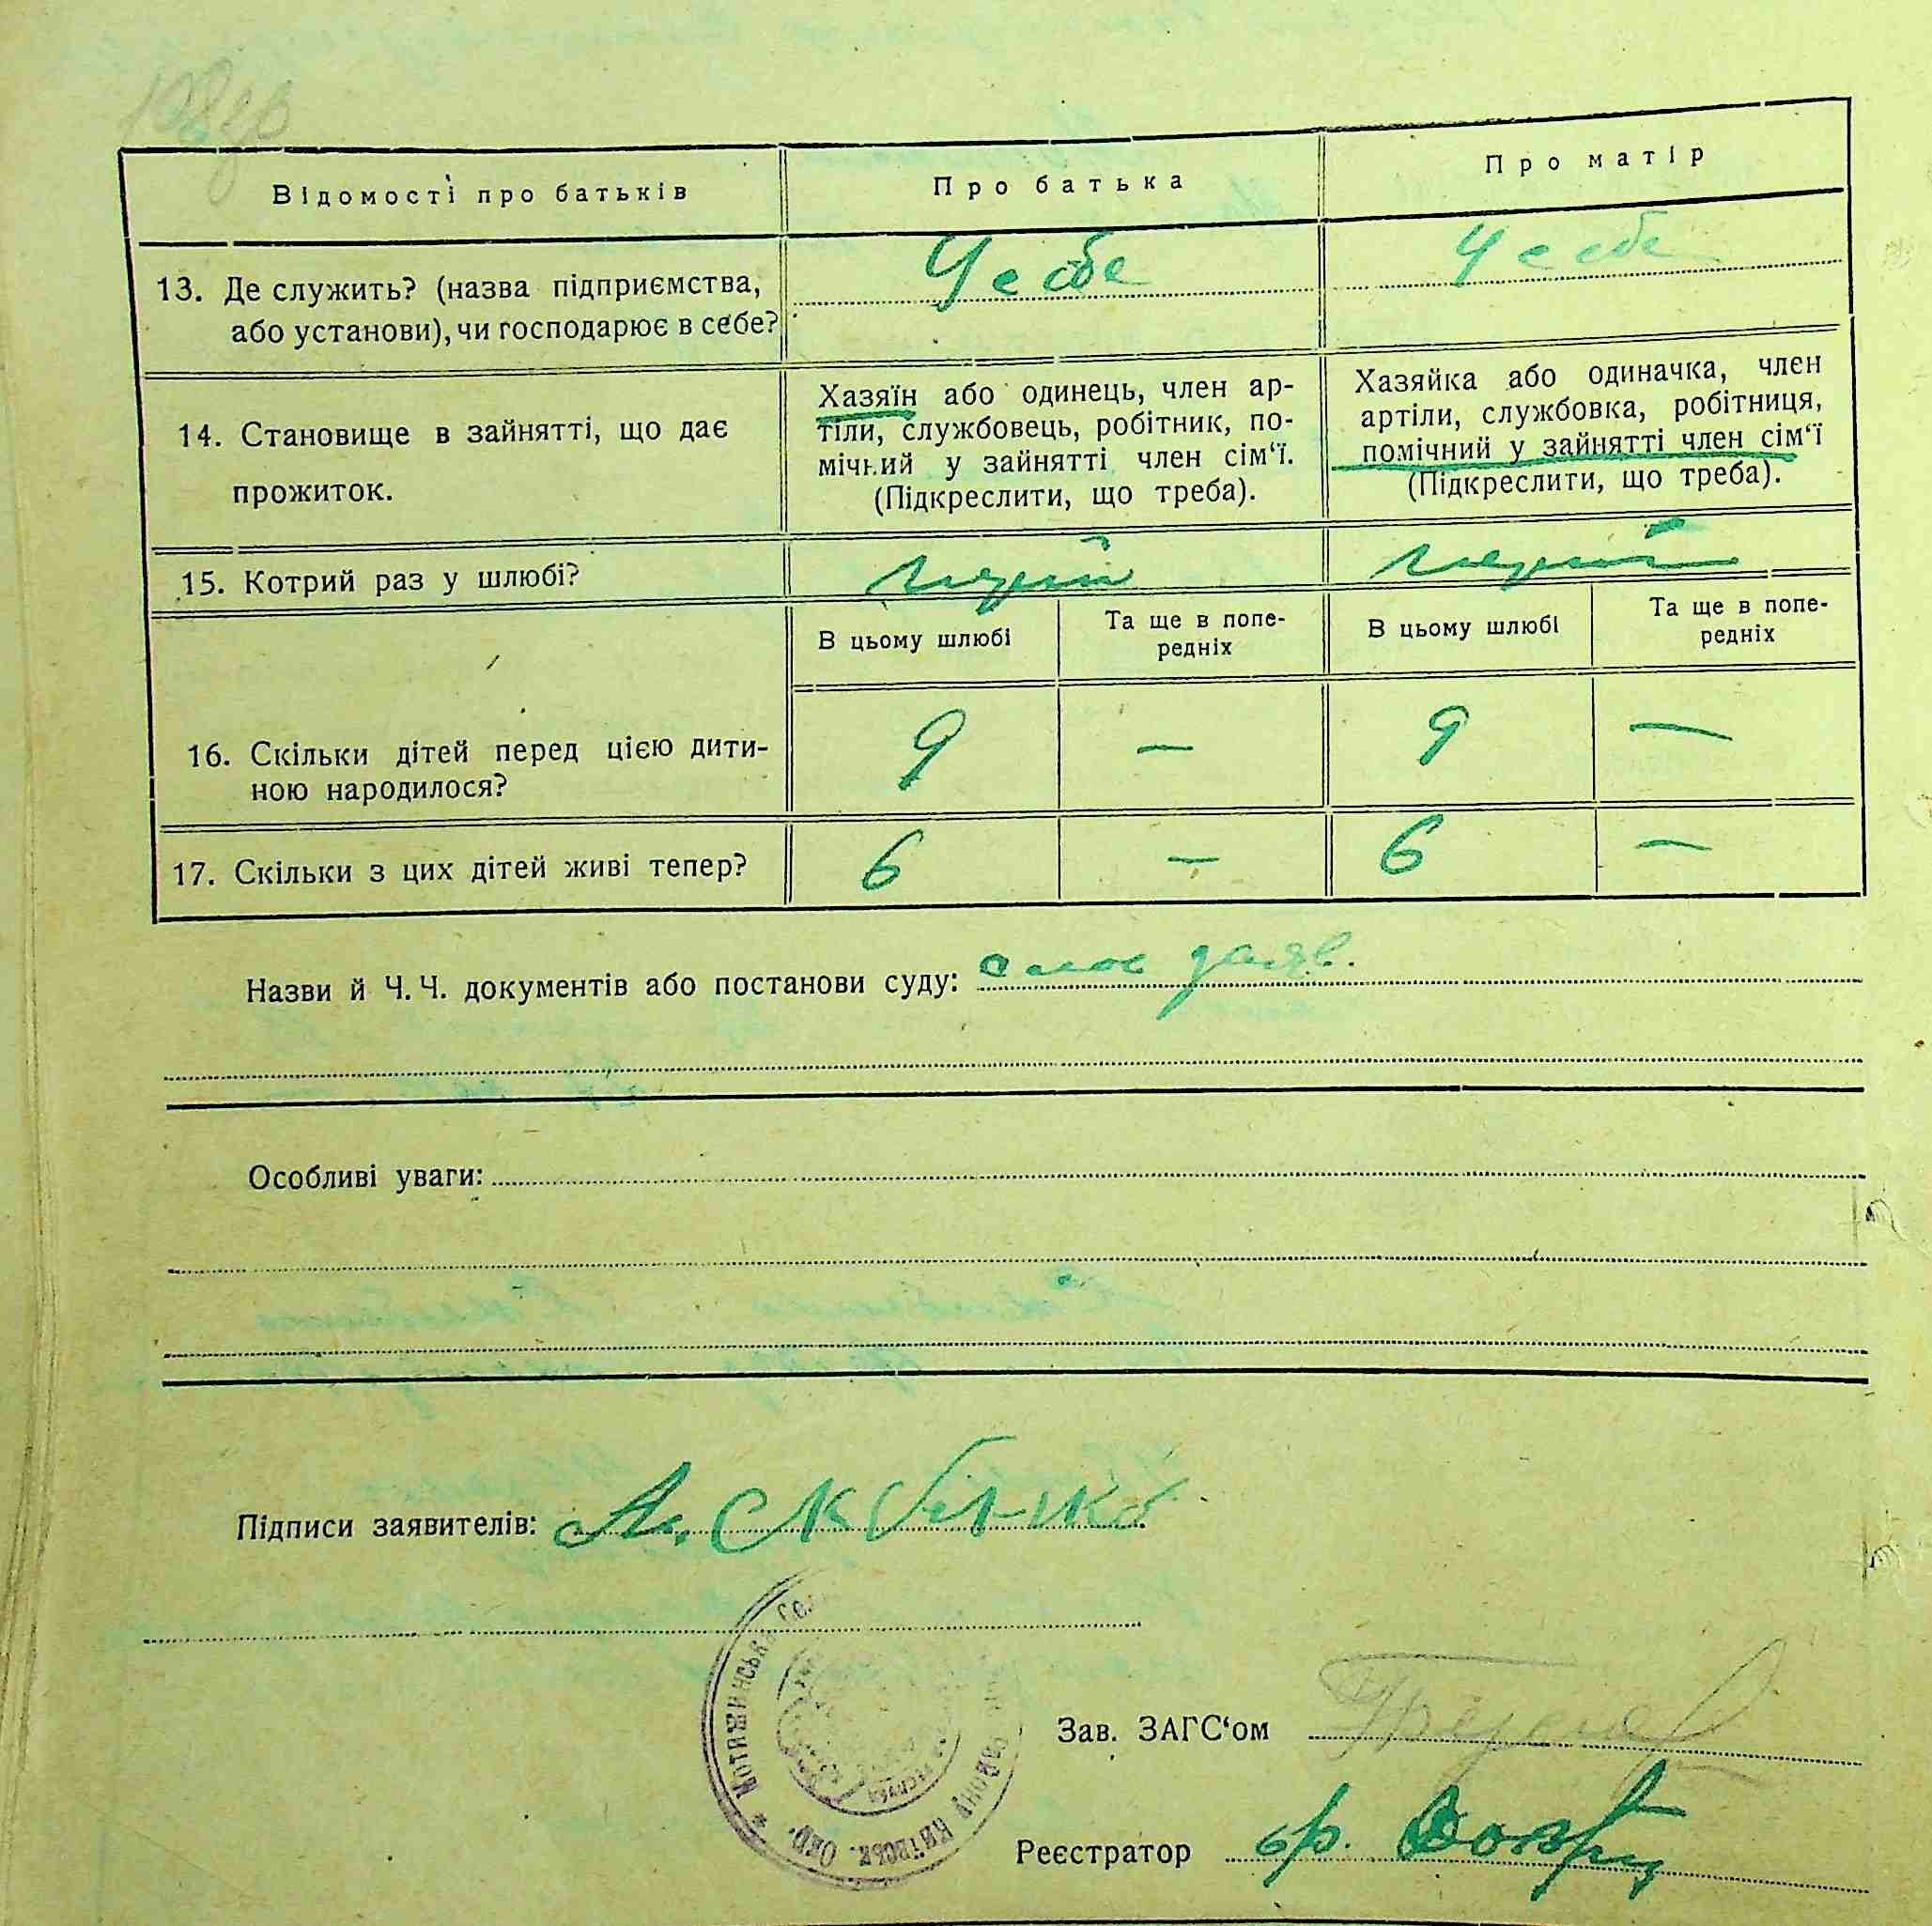 Відомості про батьків
Про батька
Про матір
13. Де служить? (назва підприємства,
або установи), чи господарює в себе?
У себе
У себе
14. Становище в зайнятті, що дає
прожиток.
Хазяїн або одинець, член ар-
тіли, службовець, робітник, по-
мічний у зайнятті член сім‘ї.
(Підкреслити, що треба).
Хазяйка або одиначка, член
артіли, службовка, робітниця,
помічний у зайнятті член сім‘ї
(Підкреслити, що треба).
15. Котрий раз у шлюбі?
В цьому шлюбі
Та ще в попе-
редніх
В цьому шлюбі
Та ще в попе-
редніх
16. Скільки дітей перед цією дити-
ною народилося?
9
—
9
—
17. Скільки з цих дітей живі тепер?
6
—
6
—
Назви й Ч. Ч. документів або постанови суду:
Особливі уваги:
Підписи заявителів:
Мотижинська
Київськ. Окр.
Зав. ЗАГС‘ом
Реєстратор